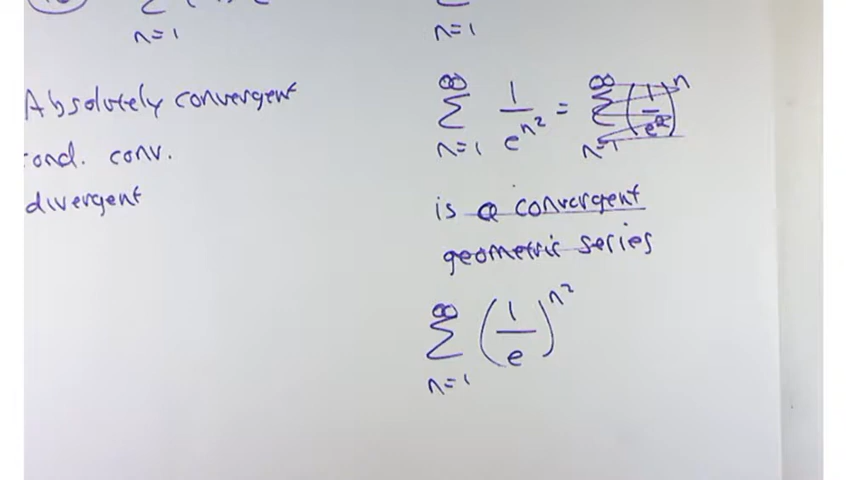 ∞ Σ n=1
∞ Σ n=1
Absolutely convergent
cond. conv.
divergent
∞ Σ n=1 1/e^n² = ∞ Σ n=1 (1/e²)^n
is a convergent
geometric series
∞ Σ n=1 (1/e)^n²